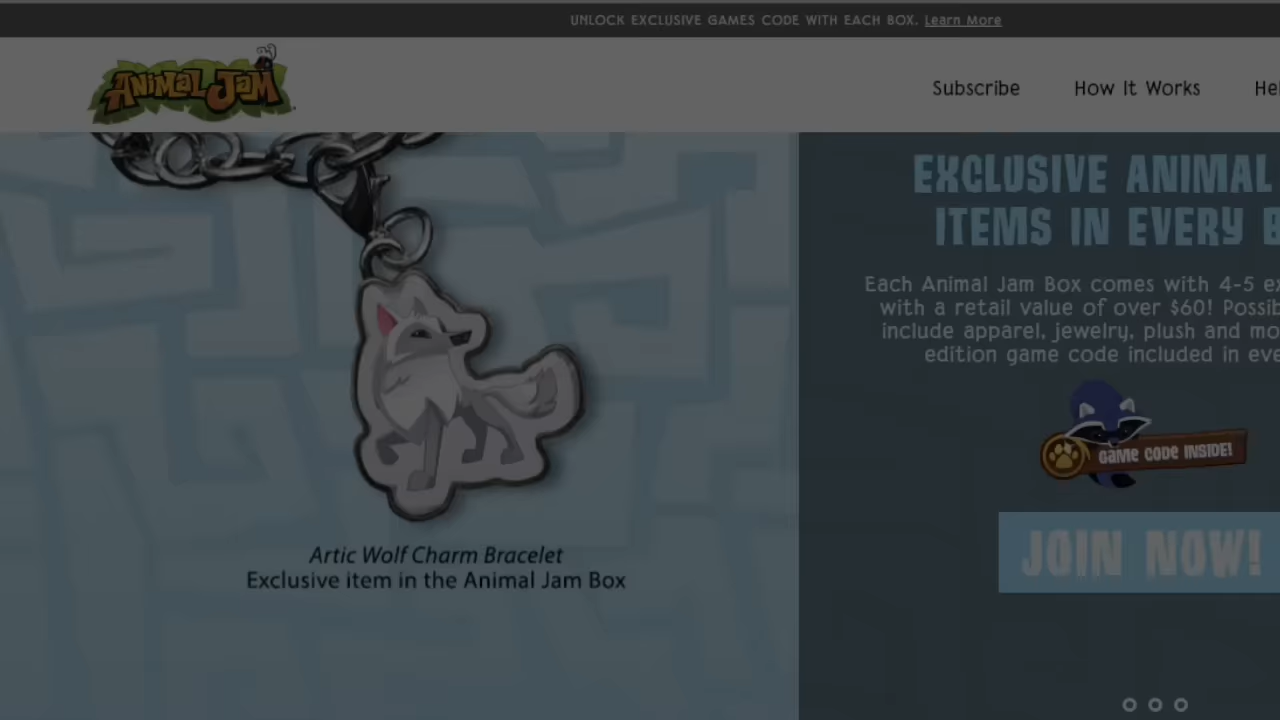 UNLOCK EXCLUSIVE GAMES CODE WITH EACH BOX. Learn More
ANIMAL JAM
Subscribe How It Works
EXCLUSIVE ANIMAL
ITEMS IN EVERY
Each Animal Jam Box comes with 4-5
with a retail value of over $60!
include apparel, jewelry, plush and
edition game code included in
GAME CODE INSIDE!
JOIN NOW!
Artic Wolf Charm Bracelet
Exclusive item in the Animal Jam Box